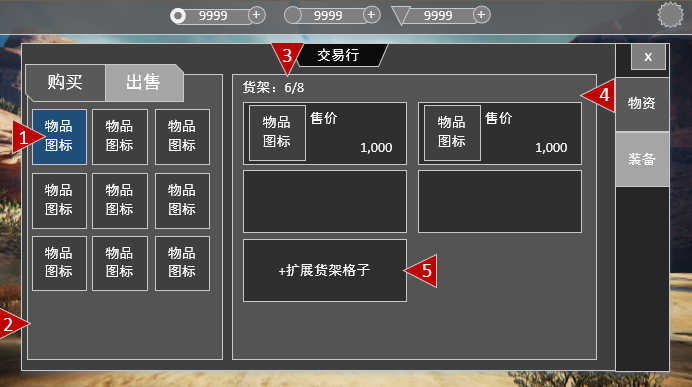 9999 + 9999 + 9999 +
3 交易行 x
购买 出售
货架：6/8
4 物资
1
物品
图标
物品
图标
物品
图标
物品
图标
售价
1,000
物品
图标
售价
1,000
装备
物品
图标
物品
图标
物品
图标
物品
图标
物品
图标
物品
图标
+扩展货架格子
5
2